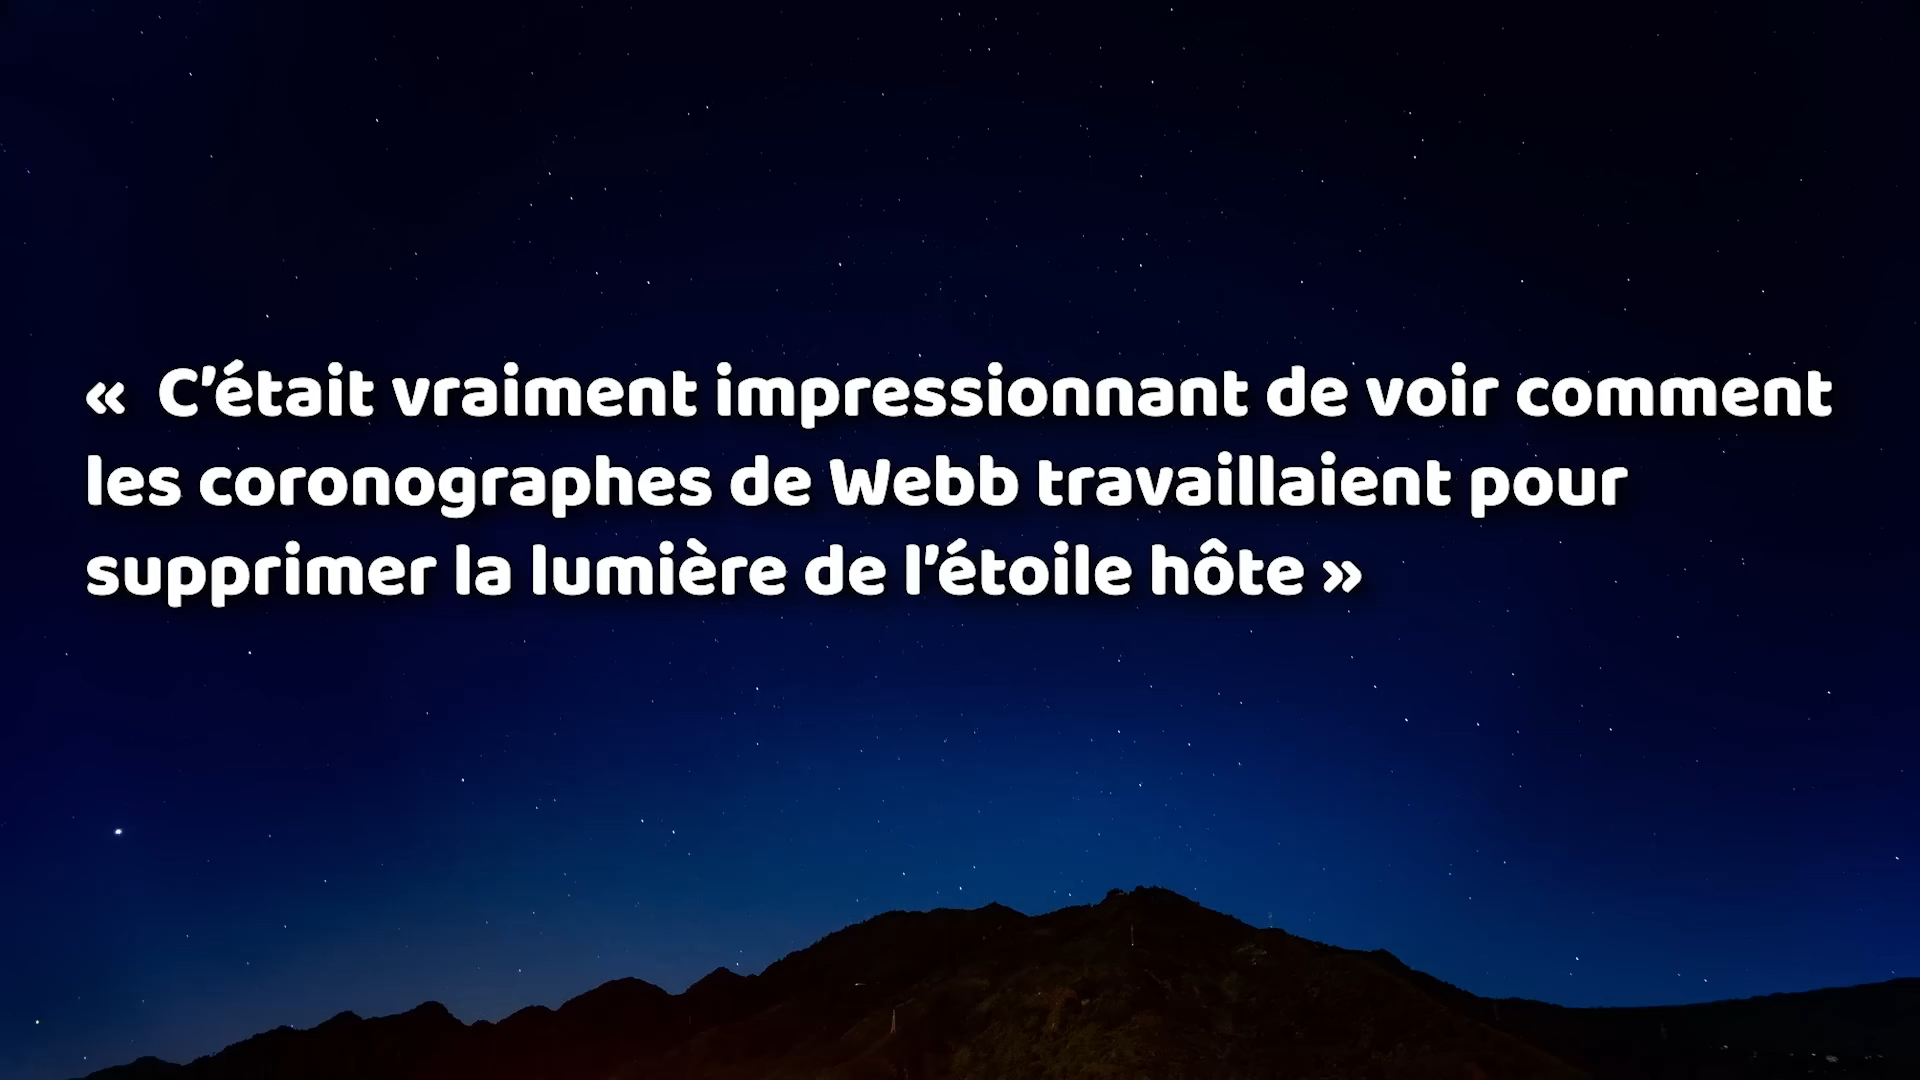 «  C’était vraiment impressionnant de voir comment
les coronographes de Webb travaillaient pour
supprimer la lumière de l’étoile hôte »